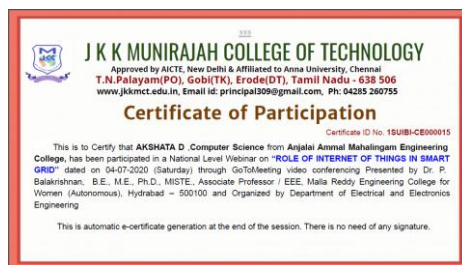 J K K MUNIRAJAH COLLEGE OF TECHNOLOGY
Approved by AICTE, New Delhi & Affiliated to Anna University, Chennai
T.N.Palayam(PO), Gobi(TK), Erode(DT), Tamil Nadu - 638 506
www.jkkmct.edu.in, Email id: principal309@gmail.com, Ph: 04285 260755
Certificate of Participation
Certificate ID No. 1SUIBI-CE000015
This is to Certify that AKSHATA D ,Computer Science from Anjalai Ammal Mahalingam Engineering
College, has been participated in a National Level Webinar on "ROLE OF INTERNET OF THINGS IN SMART
GRID" dated on 04-07-2020 (Saturday) through GoToMeeting video conferencing Presented by Dr. P.
Balakrishnan, B.E., M.E., Ph.D., MISTE., Associate Professor / EEE, Malla Reddy Engineering College for
Women (Autonomous), Hydrabad – 500100 and Organized by Department of Electrical and Electronics
Engineering
This is automatic e-certificate generation at the end of the session. There is no need of any signature.